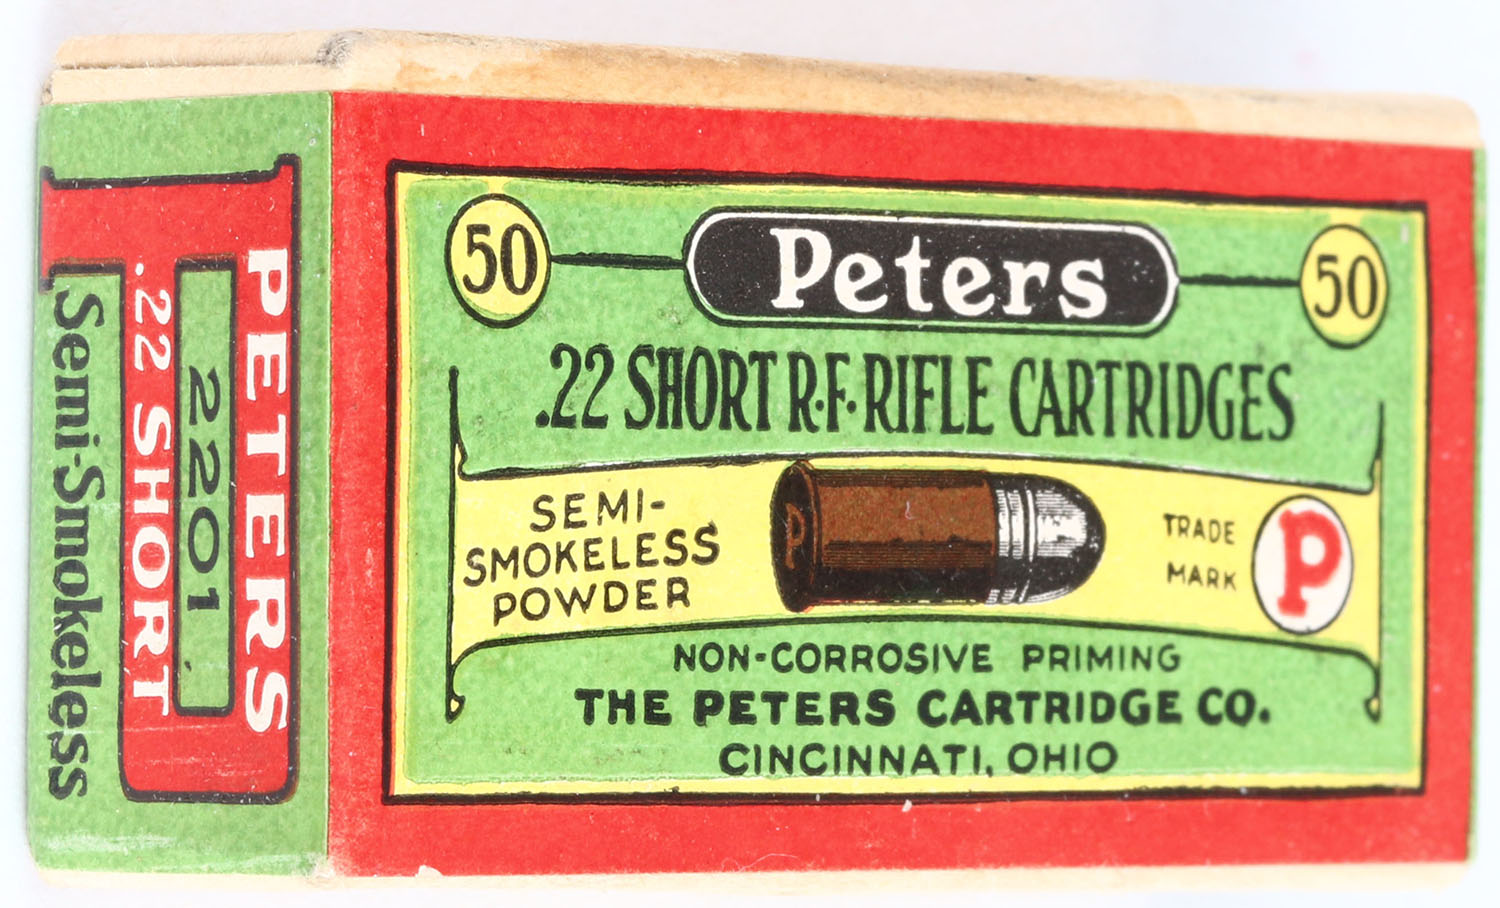 50 Peters 50
.22 SHORT R·F· RIFLE CARTRIDGES
SEMI-
SMOKELESS
POWDER
P
TRADE
MARK
P
NON-CORROSIVE PRIMING
THE PETERS CARTRIDGE CO.
CINCINNATI, OHIO
PETERS
2201
.22 SHORT
Semi-Smokeless